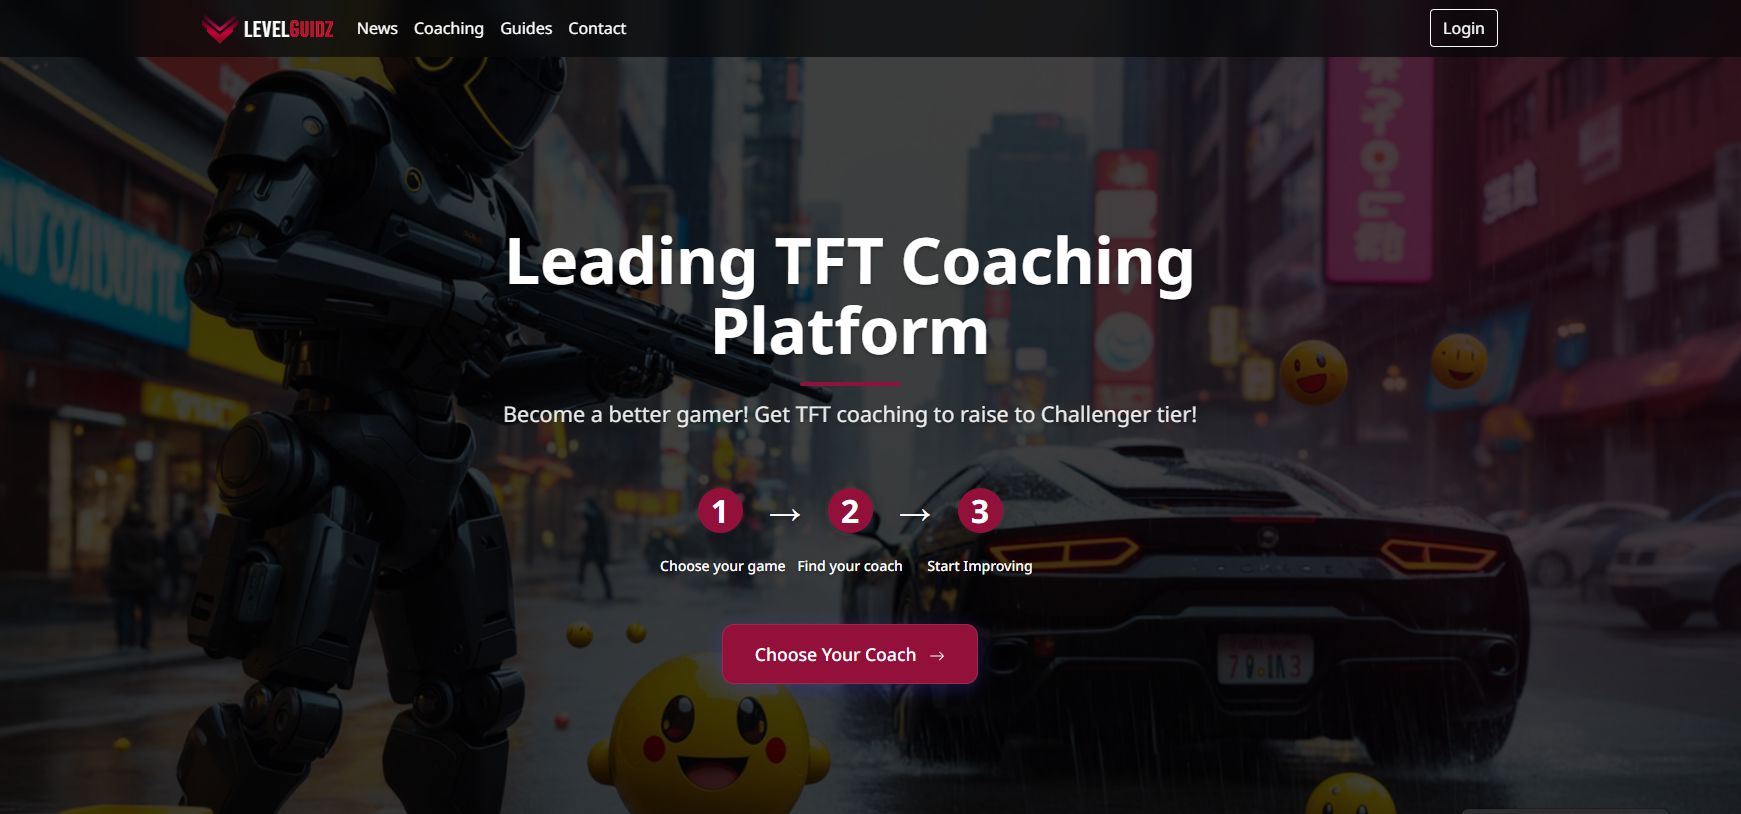 LEVELGUIDZ
News Coaching Guides Contact
Login
Leading TFT Coaching
Platform
Become a better gamer! Get TFT coaching to raise to Challenger tier!
1 → 2 → 3
Choose your game Find your coach Start Improving
Choose Your Coach →